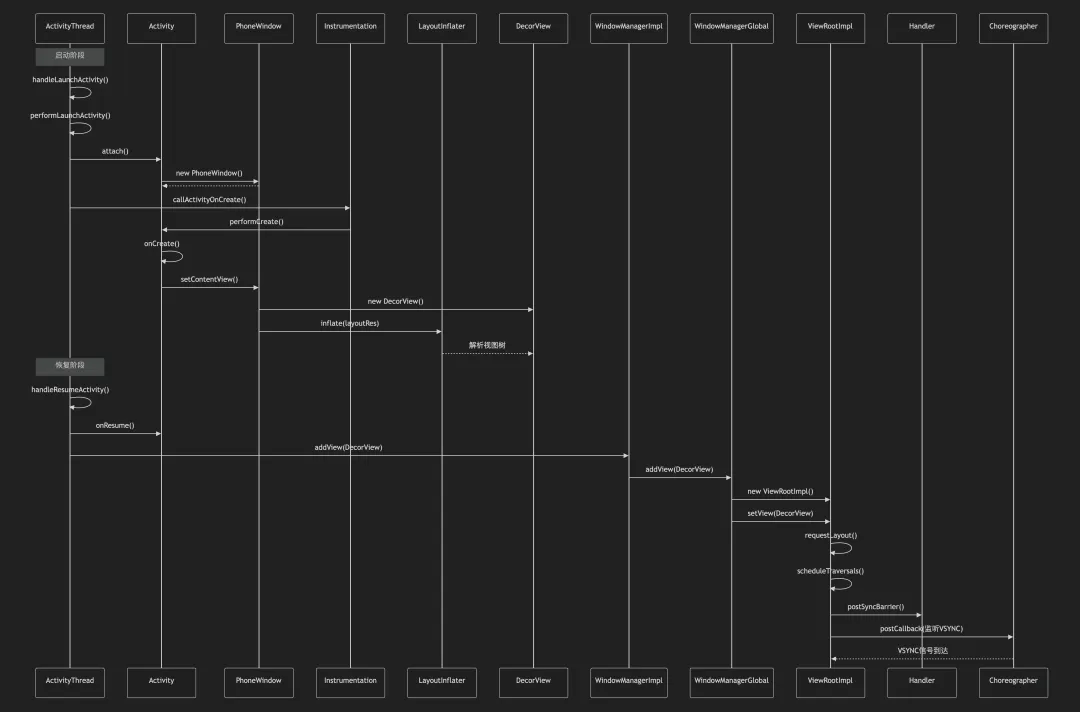 ActivityThread
Activity
PhoneWindow
Instrumentation
LayoutInflater
DecorView
WindowManagerImpl
WindowManagerGlobal
ViewRootImpl
Handler
Choreographer
启动阶段
handleLaunchActivity()
performLaunchActivity()
attach()
new PhoneWindow()
callActivityOnCreate()
performCreate()
onCreate()
setContentView()
new DecorView()
inflate(layoutRes)
解析视图树
恢复阶段
handleResumeActivity()
onResume()
addView(DecorView)
addView(DecorView)
new ViewRootImpl()
setView(DecorView)
requestLayout()
scheduleTraversals()
postSyncBarrier()
postCallback(监听VSYNC)
VSYNC信号到达
ActivityThread
Activity
PhoneWindow
Instrumentation
LayoutInflater
DecorView
WindowManagerImpl
WindowManagerGlobal
ViewRootImpl
Handler
Choreographer